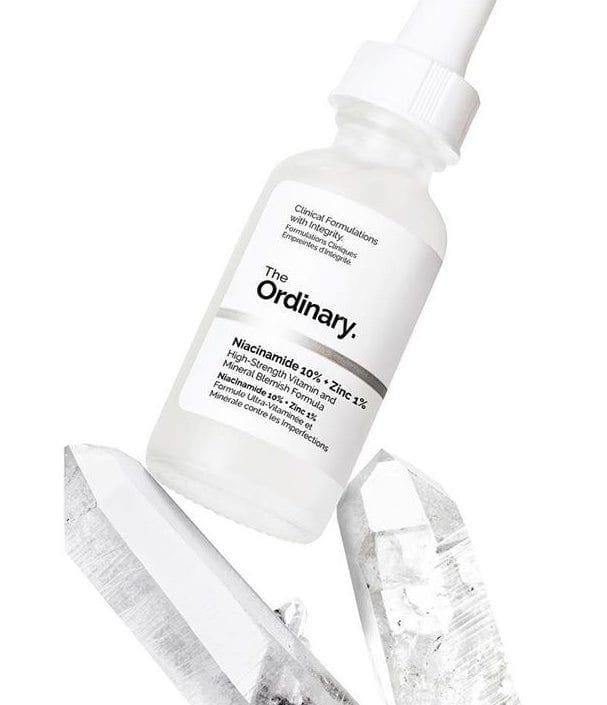 Clinical Formulations
with Integrity.
Formulations Cliniques
Empreintes d'Intégrité.
The
Ordinary.
Niacinamide 10% + Zinc 1%
High-Strength Vitamin and
Mineral Blemish Formula
Niacinamide 10% + Zinc 1%
Formule Ultra-Vitaminée et
Minérale contre les Imperfections